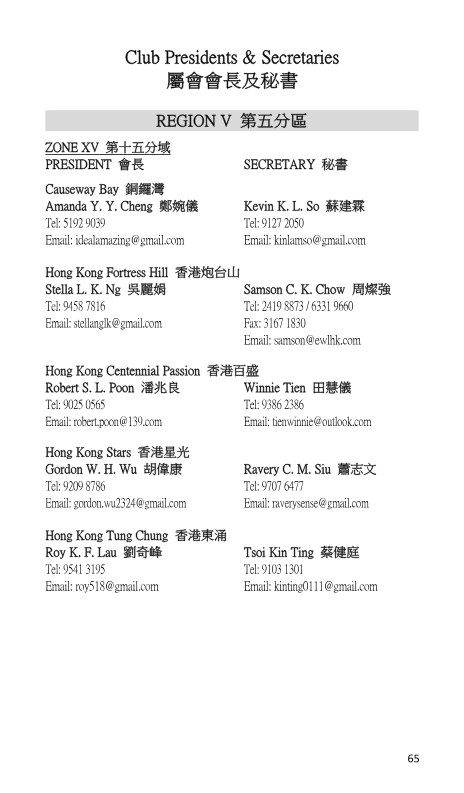 Club Presidents & Secretaries
屬會會長及秘書
REGION V 第五分區
ZONE XV 第十五分域
PRESIDENT 會長 SECRETARY 秘書
Causeway Bay 銅鑼灣
Amanda Y. Y. Cheng 鄭婉儀 Kevin K. L. So 蘇建霖
Tel: 5192 9039 Tel: 9127 2050
Email: idealamazing@gmail.com Email: kinlamso@gmail.com
Hong Kong Fortress Hill 香港炮台山
Stella L. K. Ng 吳麗娟 Samson C. K. Chow 周燦強
Tel: 9458 7816 Tel: 2419 8873 / 6331 9660
Email: stellanglk@gmail.com Fax: 3167 1830
Email: samson@ewlhk.com
Hong Kong Centennial Passion 香港百盛
Robert S. L. Poon 潘兆良 Winnie Tien 田慧儀
Tel: 9025 0565 Tel: 9386 2386
Email: robert.poon@139.com Email: tienwinnie@outlook.com
Hong Kong Stars 香港星光
Gordon W. H. Wu 胡偉康 Ravery C. M. Siu 蕭志文
Tel: 9209 8786 Tel: 9707 6477
Email: gordon.wu2324@gmail.com Email: raverysense@gmail.com
Hong Kong Tung Chung 香港東涌
Roy K. F. Lau 劉奇峰 Tsoi Kin Ting 蔡健庭
Tel: 9541 3195 Tel: 9103 1301
Email: roy518@gmail.com Email: kinting0111@gmail.com
65